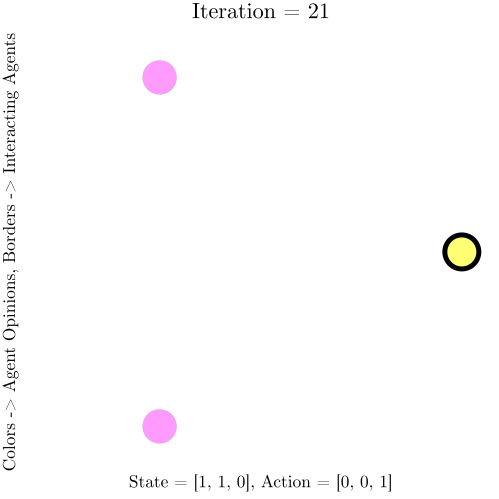 Iteration = 21
Colors -> Agent Opinions, Borders -> Interacting Agents
State = [1, 1, 0], Action = [0, 0, 1]